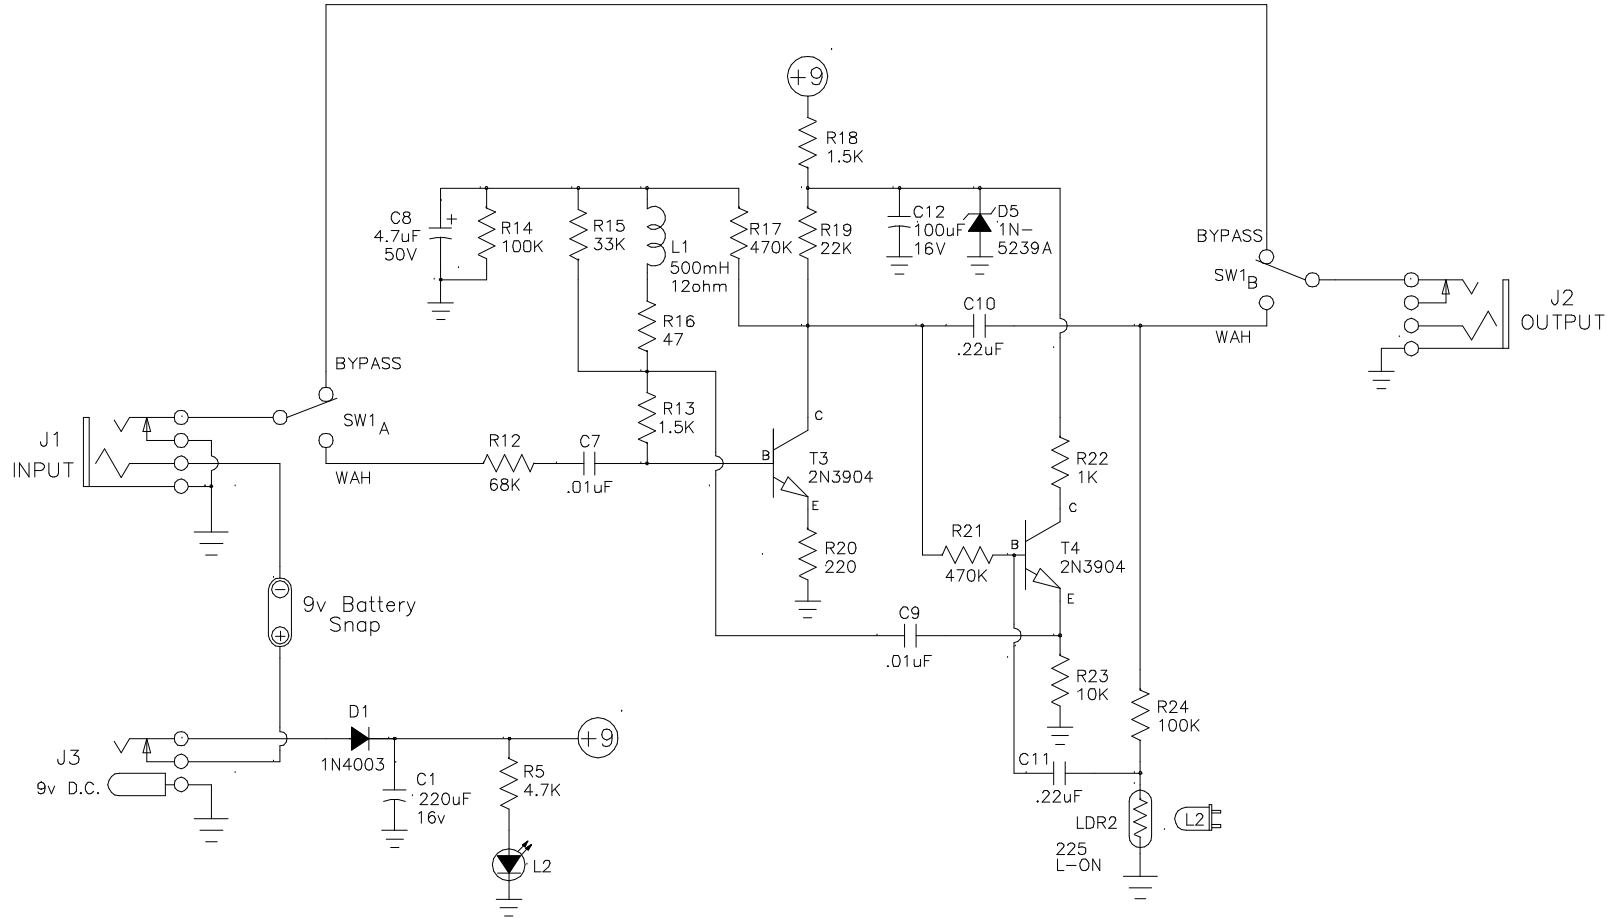 +9
R18
1.5K
C8
4.7uF
50V
+
R14
100K
R15
33K
L1
500mH
12ohm
R17
470K
R19
22K
C12
100uF
16V
D5
1N-
5239A
BYPASS
SW1B
WAH
J2
OUTPUT
R16
47
C10
.22uF
BYPASS
SW1A
WAH
J1
INPUT
R12
68K
C7
.01uF
R13
1.5K
B
C
T3
2N3904
E
R20
220
R22
1K
C
R21
470K
B
T4
2N3904
E
9v Battery
Snap
-
+
C9
.01uF
R23
10K
R24
100K
J3
9v D.C.
D1
1N4003
C1
220uF
16v
R5
4.7K
+9
L2
C11
.22uF
LDR2
225
L-ON
L2